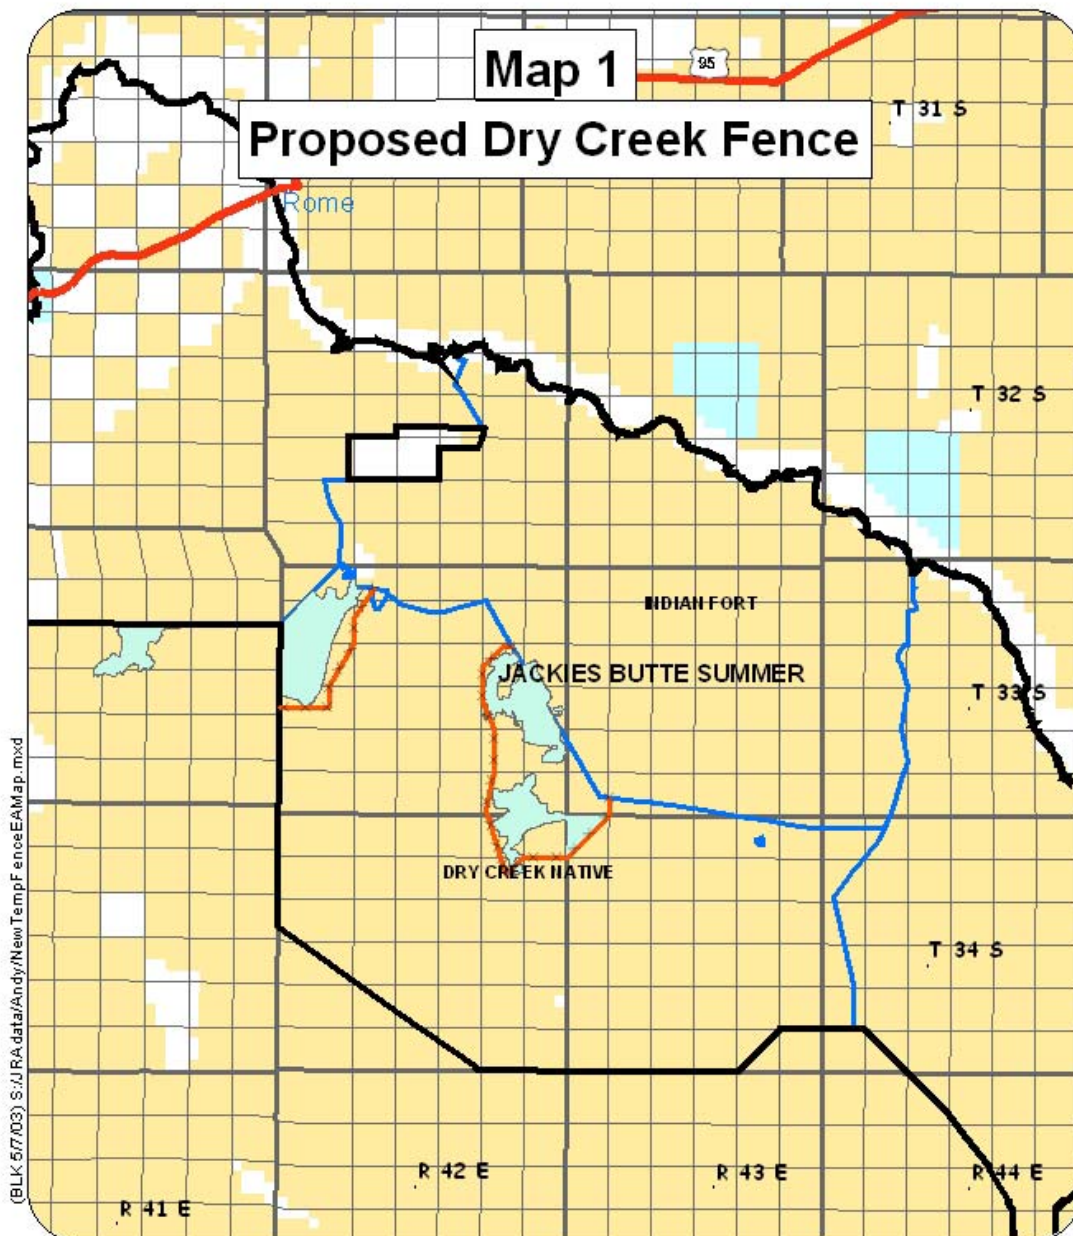 Map 1
95
Proposed Dry Creek Fence
T 31 S
Rome
T 32 S
INDIAN FORT
JACKIES BUTTE SUMMER
T 33 S
DRY CREEK NATIVE
T 34 S
R 42 E
R 43 E
R 44 E
R 41 E
(BLK 5/7/03) S:/JRAdata/Andy/NewTempFenceEAMap.mxd